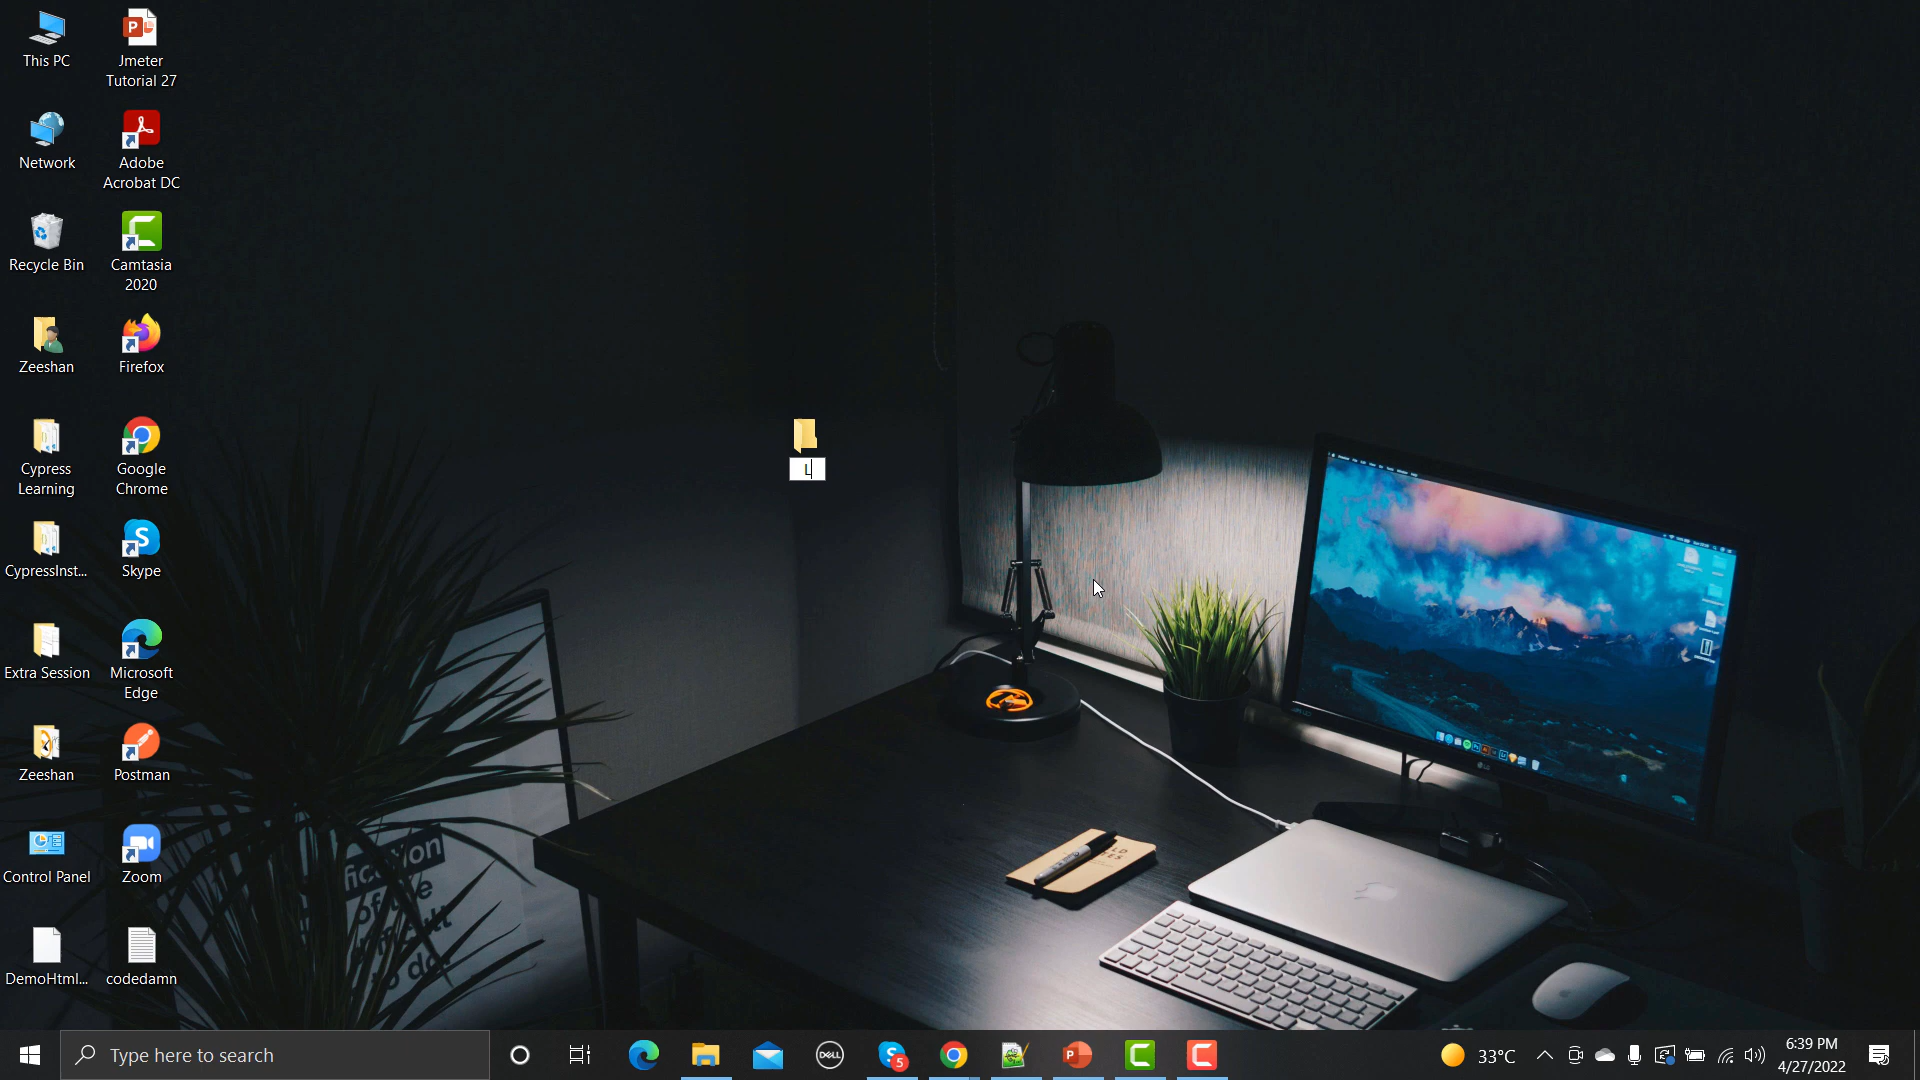 This PC
Jmeter
Tutorial 27
Network
Adobe
Acrobat DC
Recycle Bin
Camtasia
2020
Zeeshan
Firefox
Cypress
Learning
Google
Chrome
CypressInst...
Skype
Extra Session
Microsoft
Edge
Zeeshan
Postman
Control Panel
Zoom
DemoHtml...
codedamn
L
Type here to search
DELL
5
33°C
6:39 PM
4/27/2022